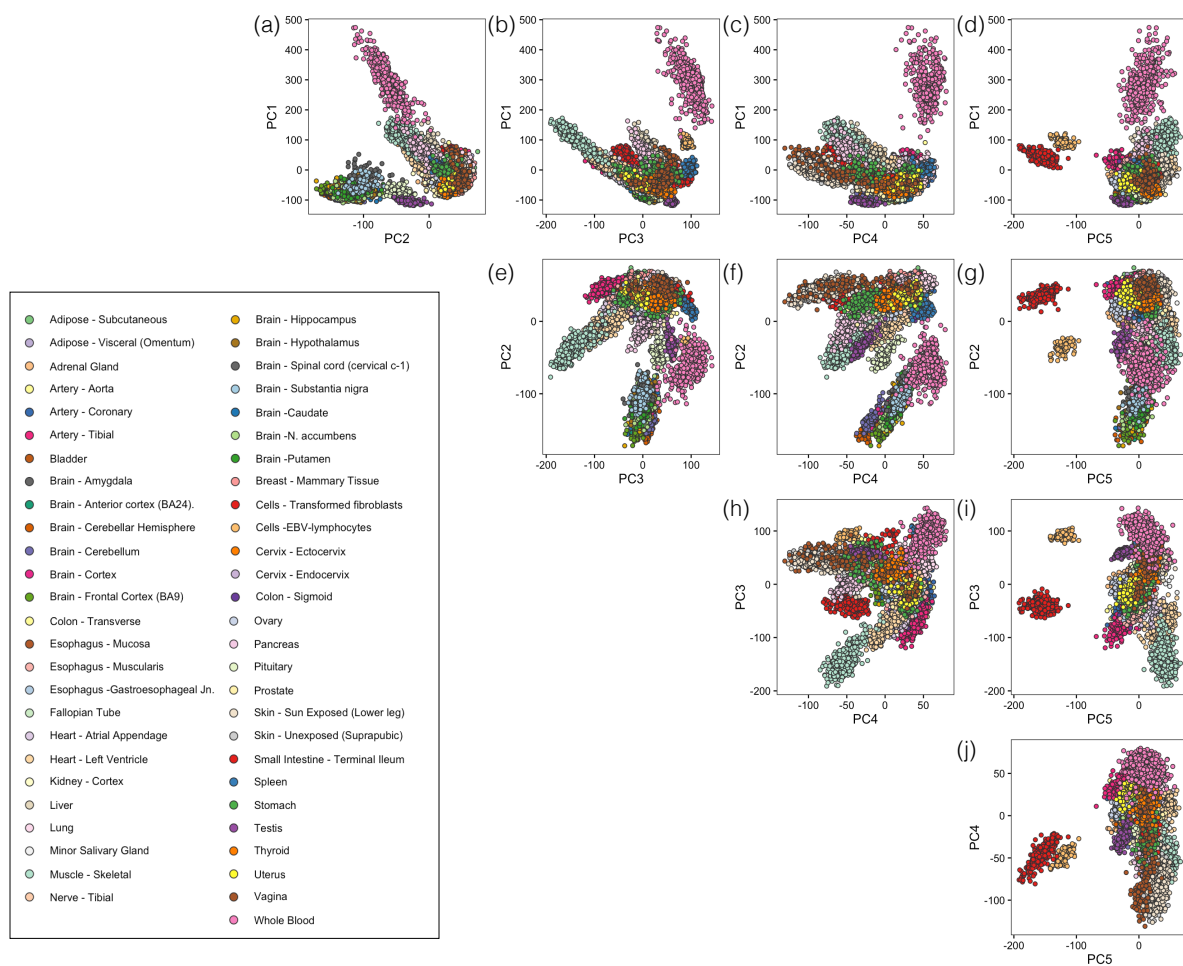 (a) (b) (c) (d)
500 500 500 500
400 400 400 400
300 300 300 300
200 200 200 200
100 100 100 100
0 0 0 0
-100 -100 -100 -100
PC1 PC1 PC1 PC1
-100 0 -200 -100 0 100 -100 -50 0 50 -200 -100 0
PC2 PC3 PC4 PC5
(e) (f) (g)
0 0 0
-100 -100 -100
PC2 PC2 PC2
-200 -100 0 100 -100 -50 0 50 -200 -100 0
PC3 PC4 PC5
(h) (i)
100 100
0 0
-100 -100
-200 -200
PC3 PC3
-100 -50 0 50 -200 -100 0
PC4 PC5
(j)
50
0
-50
-100
PC4
-200 -100 0
PC5
Adipose - Subcutaneous
Adipose - Visceral (Omentum)
Adrenal Gland
Artery - Aorta
Artery - Coronary
Artery - Tibial
Bladder
Brain - Amygdala
Brain - Anterior cortex (BA24).
Brain - Cerebellar Hemisphere
Brain - Cerebellum
Brain - Cortex
Brain - Frontal Cortex (BA9)
Colon - Transverse
Esophagus - Mucosa
Esophagus - Muscularis
Esophagus -Gastroesophageal Jn.
Fallopian Tube
Heart - Atrial Appendage
Heart - Left Ventricle
Kidney - Cortex
Liver
Lung
Minor Salivary Gland
Muscle - Skeletal
Nerve - Tibial
Brain - Hippocampus
Brain - Hypothalamus
Brain - Spinal cord (cervical c-1)
Brain - Substantia nigra
Brain -Caudate
Brain -N. accumbens
Brain -Putamen
Breast - Mammary Tissue
Cells - Transformed fibroblasts
Cells -EBV-lymphocytes
Cervix - Ectocervix
Cervix - Endocervix
Colon - Sigmoid
Ovary
Pancreas
Pituitary
Prostate
Skin - Sun Exposed (Lower leg)
Skin - Unexposed (Suprapubic)
Small Intestine - Terminal Ileum
Spleen
Stomach
Testis
Thyroid
Uterus
Vagina
Whole Blood